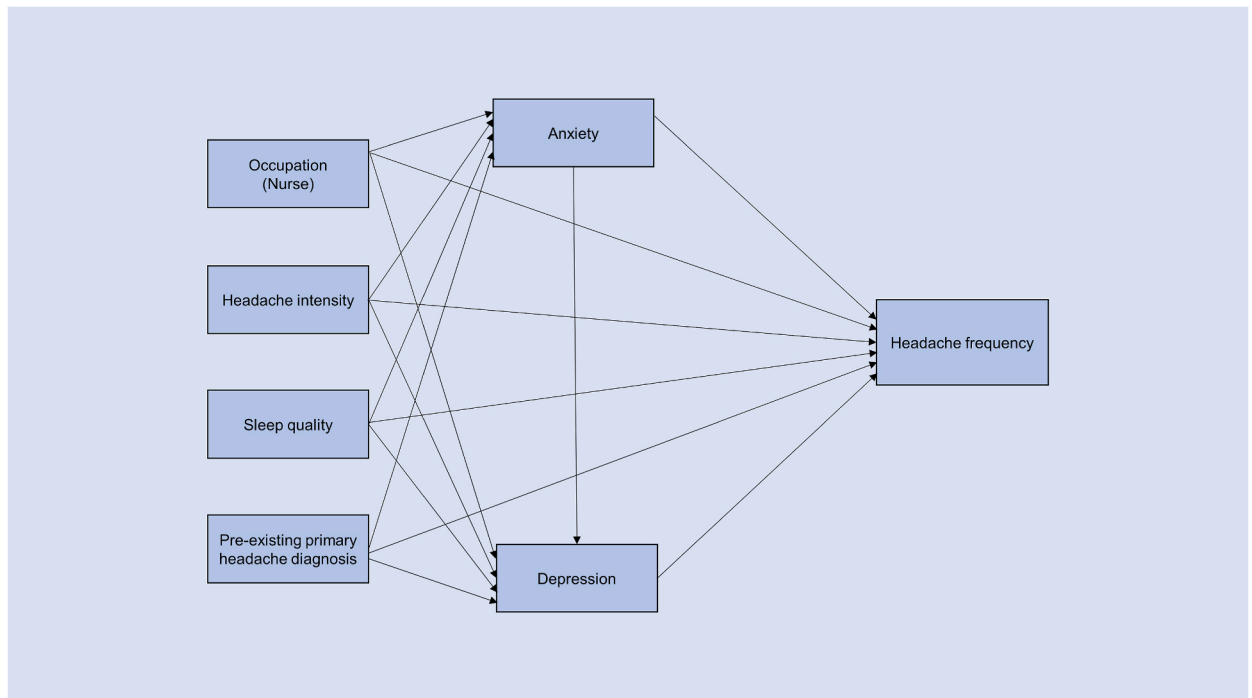 Anxiety
Occupation
(Nurse)
Headache intensity
Headache frequency
Sleep quality
Pre-existing primary
headache diagnosis
Depression